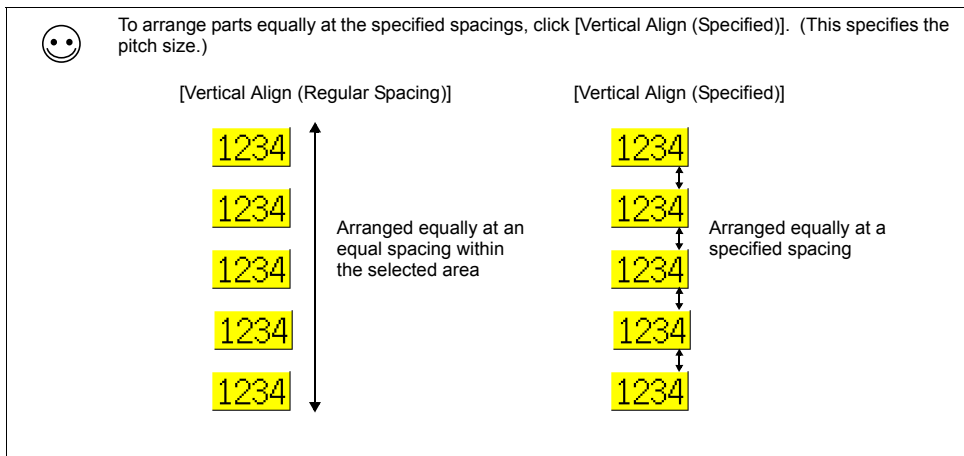 To arrange parts equally at the specified spacings, click [Vertical Align (Specified)]. (This specifies the
pitch size.)
[Vertical Align (Regular Spacing)]
1234
1234
1234
1234
1234
Arranged equally at an
equal spacing within
the selected area
[Vertical Align (Specified)]
1234
1234
1234
1234
1234
Arranged equally at a
specified spacing